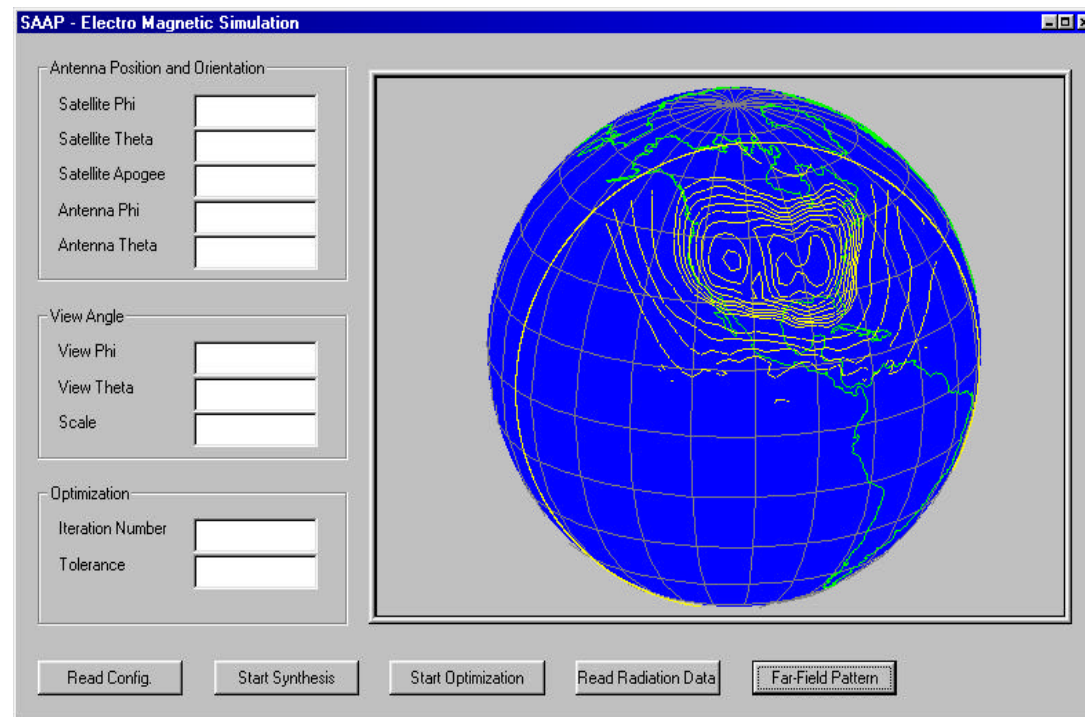 SAAP - Electro Magnetic Simulation
Antenna Position and Orientation
Satellite Phi
Satellite Theta
Satellite Apogee
Antenna Phi
Antenna Theta
View Angle
View Phi
View Theta
Scale
Optimization
Iteration Number
Tolerance
Read Config.
Start Synthesis
Start Optimization
Read Radiation Data
Far-Field Pattern